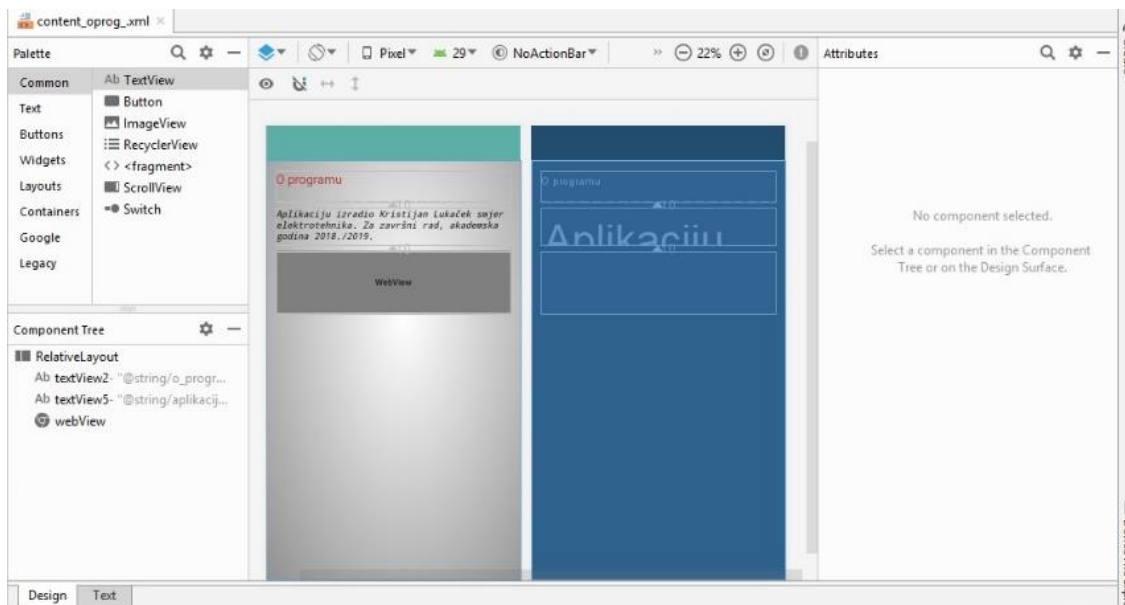 content_oprog_.xml
Palette
Common
Text
Buttons
Widgets
Layouts
Containers
Google
Legacy
Ab TextView
Button
ImageView
RecyclerView
<> <fragment>
ScrollView
Switch
Component Tree
RelativeLayout
Ab textView2- "@string/o_progr...
Ab textView5- "@string/aplikacij...
webView
Pixel
29
NoActionBar
22%
O programu
Aplikaciju izradio Kristijan Lukaček smjer
elektrotehnika. Za završni rad, akademska
godina 2018./2019.
WebView
O programu
Aplikaciju
Attributes
No component selected.
Select a component in the Component
Tree or on the Design Surface.
Design Text